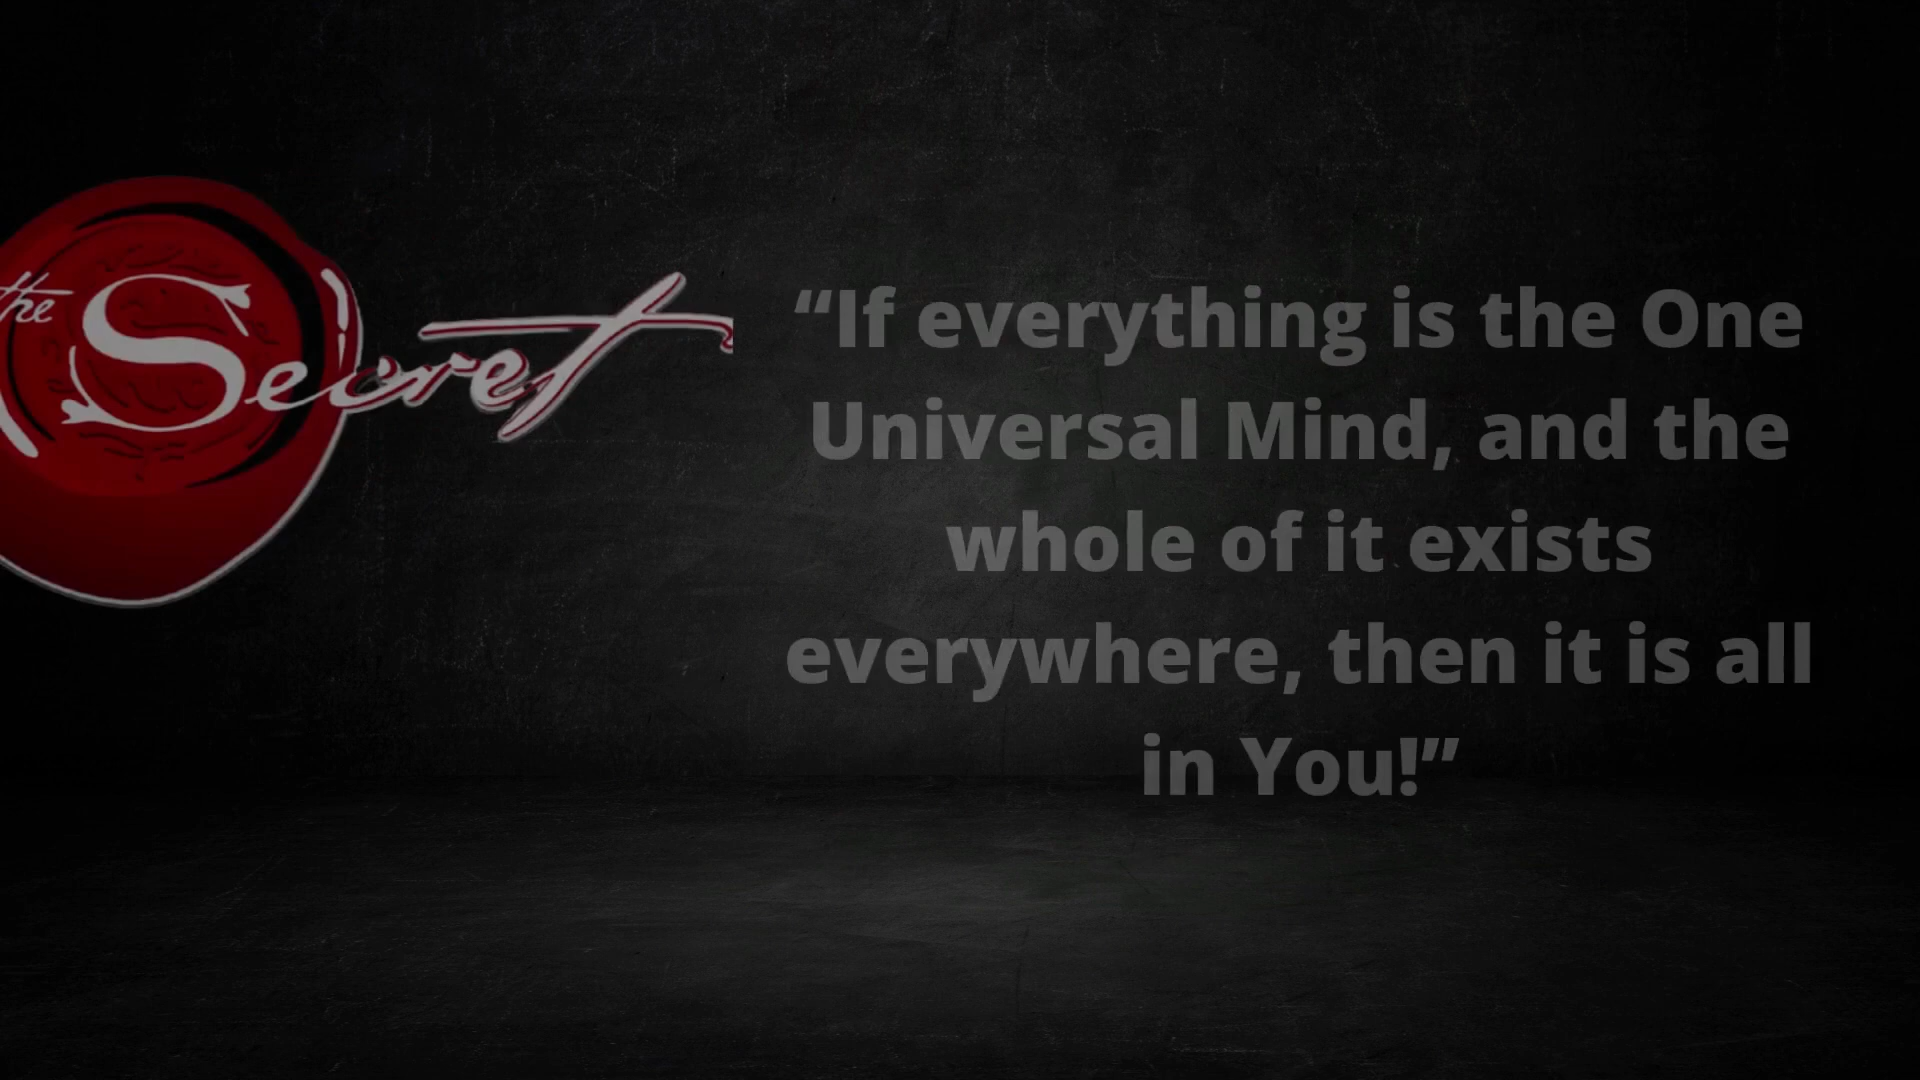 the Secret
“If everything is the One
Universal Mind, and the
whole of it exists
everywhere, then it is all
in You!”